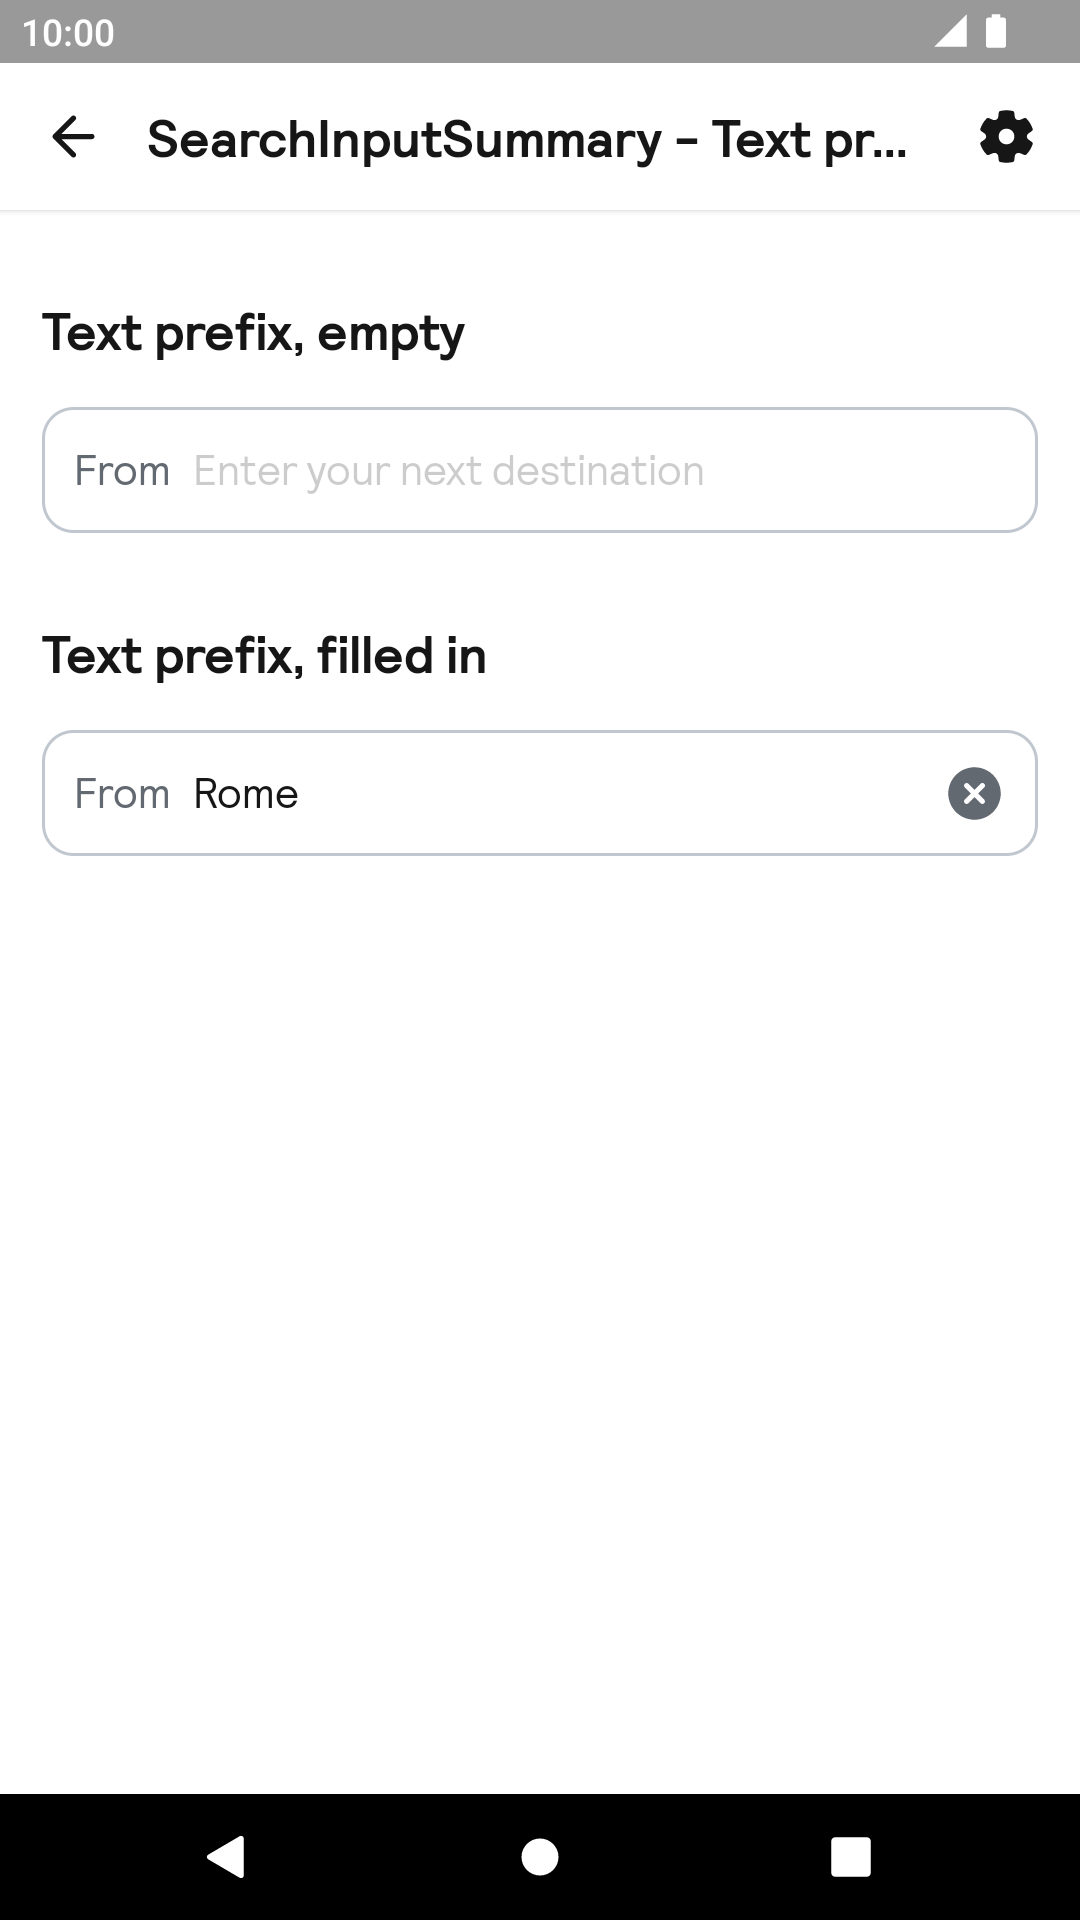 10:00
SearchInputSummary - Text pr...
Text prefix, empty
From Enter your next destination
Text prefix, filled in
From Rome